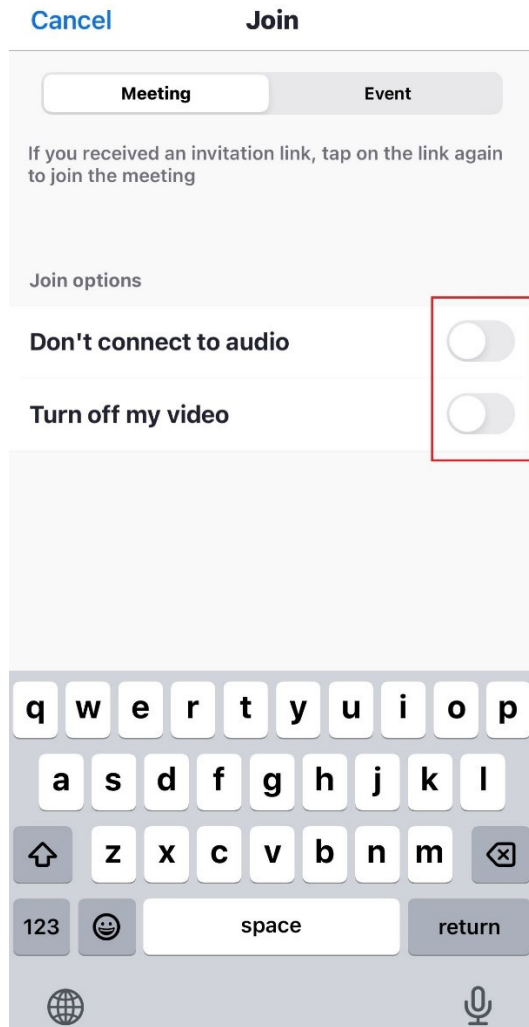 Cancel Join
Meeting Event
If you received an invitation link, tap on the link again
to join the meeting
Join options
Don't connect to audio
Turn off my video
q w e r t y u i o p
a s d f g h j k l
z x c v b n m
123 space return